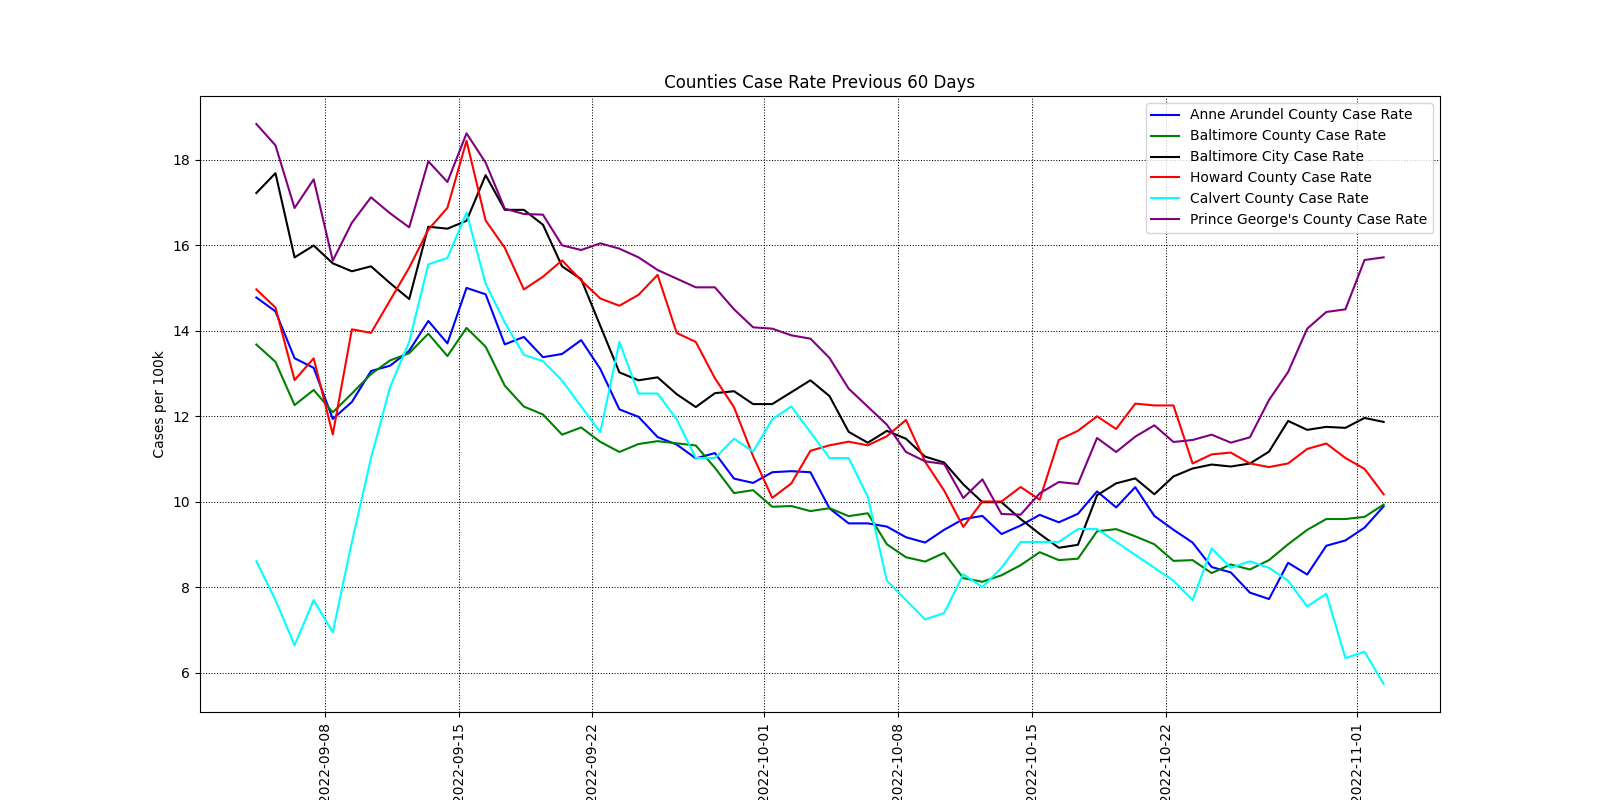 Counties Case Rate Previous 60 Days
Anne Arundel County Case Rate
Baltimore County Case Rate
Baltimore City Case Rate
Howard County Case Rate
Calvert County Case Rate
Prince George's County Case Rate
Cases per 100k
18
16
14
12
10
8
6
2022-09-08
2022-09-15
2022-09-22
2022-10-01
2022-10-08
2022-10-15
2022-10-22
2022-11-01